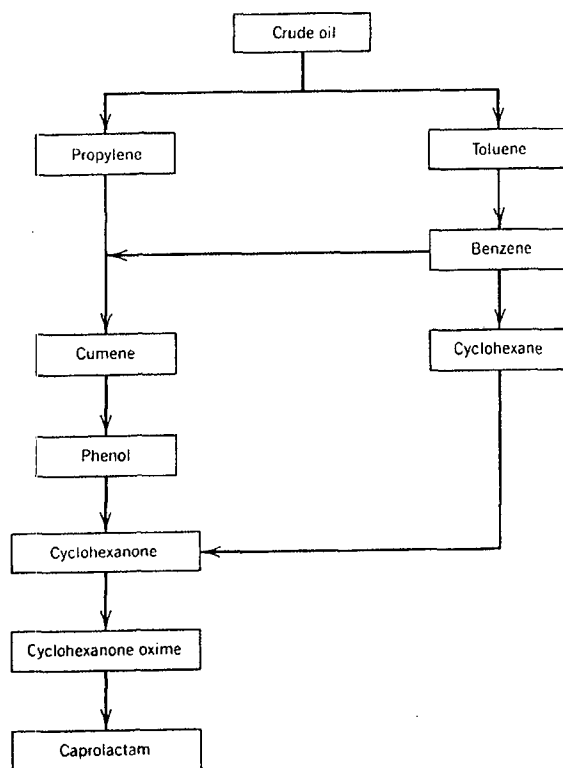 Crude oil
Propylene
Toluene
Benzene
Cumene
Cyclohexane
Phenol
Cyclohexanone
Cyclohexanone oxime
Caprolactam